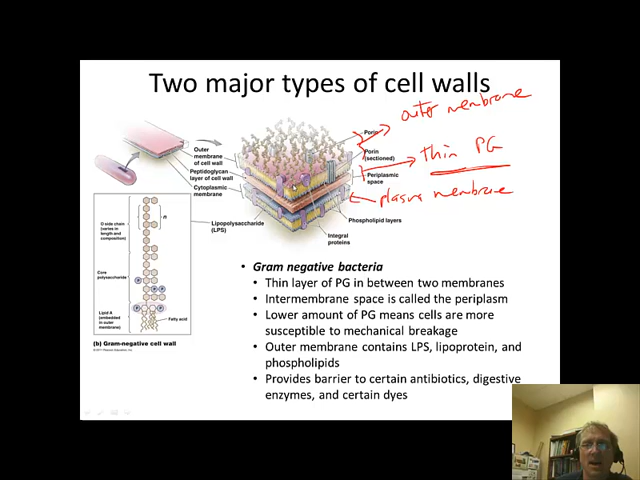 Two major types of cell walls
outer membrane
Porin
Outer
membrane
of cell wall
Porin
(sectioned)
thin PG
Peptidoglycan
layer of cell wall
Periplasmic
space
Cytoplasmic
membrane
plasma membrane
Lipopolysaccharide
(LPS)
Phospholipid layers
Integral
proteins
O side chain
(varies in
length and
composition)
n
Core
polysaccharide
P
P
P
P
P
Lipid A
(embedded
in outer
membrane)
Fatty acid
(b) Gram-negative cell wall
• Gram negative bacteria
• Thin layer of PG in between two membranes
• Intermembrane space is called the periplasm
• Lower amount of PG means cells are more
susceptible to mechanical breakage
• Outer membrane contains LPS, lipoprotein, and
phospholipids
• Provides barrier to certain antibiotics, digestive
enzymes, and certain dyes